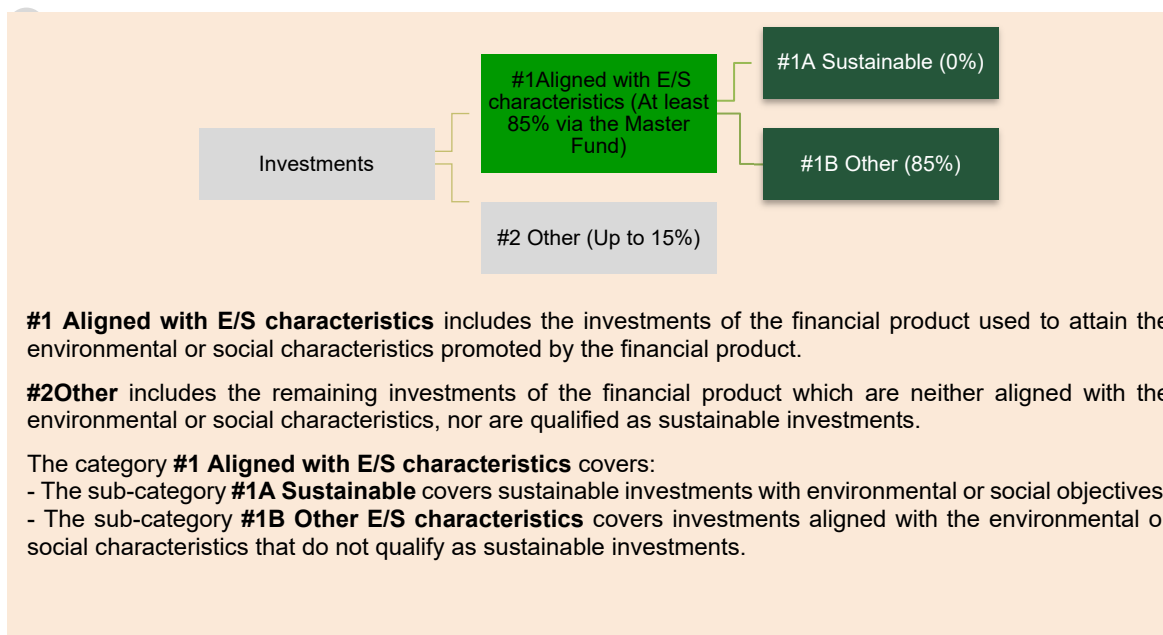 #1Aligned with E/S
characteristics (At least
85% via the Master
Fund)
#1A Sustainable (0%)
Investments
#1B Other (85%)
#2 Other (Up to 15%)
#1 Aligned with E/S characteristics includes the investments of the financial product used to attain the
environmental or social characteristics promoted by the financial product.
#2Other includes the remaining investments of the financial product which are neither aligned with the
environmental or social characteristics, nor are qualified as sustainable investments.
The category #1 Aligned with E/S characteristics covers:
- The sub-category #1A Sustainable covers sustainable investments with environmental or social objectives
- The sub-category #1B Other E/S characteristics covers investments aligned with the environmental o
social characteristics that do not qualify as sustainable investments.